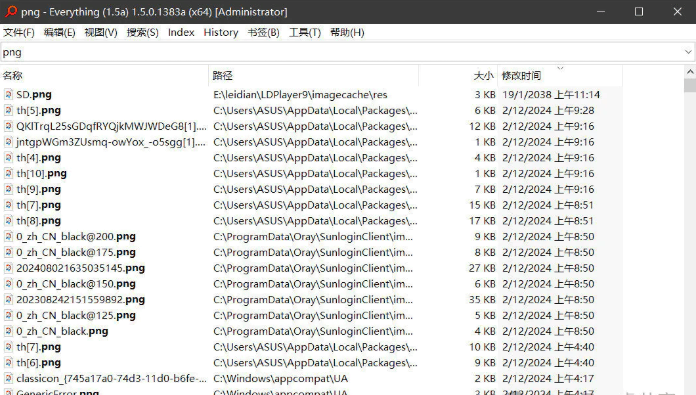 png - Everything (1.5a) 1.5.0.1383a (x64) [Administrator]
文件(F) 编辑(E) 视图(V) 搜索(S) Index History 书签(B) 工具(T) 帮助(H)
png
名称 路径 大小 修改时间
SD.png E:\leidian\LDPlayer9\imagecache\res 3 KB 19/1/2038 上午11:14
th[5].png C:\Users\ASUS\AppData\Local\Packages\... 6 KB 2/12/2024 上午9:28
QKITrqL25sGDqfRYQjkMWJWDeG8[1].... C:\Users\ASUS\AppData\Local\Packages\... 12 KB 2/12/2024 上午9:16
jntgpWGm3ZUsmq-owYox_-o5sgg[1].... C:\Users\ASUS\AppData\Local\Packages\... 1 KB 2/12/2024 上午9:16
th[4].png C:\Users\ASUS\AppData\Local\Packages\... 4 KB 2/12/2024 上午9:16
th[10].png C:\Users\ASUS\AppData\Local\Packages\... 1 KB 2/12/2024 上午9:16
th[9].png C:\Users\ASUS\AppData\Local\Packages\... 7 KB 2/12/2024 上午9:16
th[7].png C:\Users\ASUS\AppData\Local\Packages\... 15 KB 2/12/2024 上午8:51
th[8].png C:\Users\ASUS\AppData\Local\Packages\... 17 KB 2/12/2024 上午8:51
0_zh_CN_black@200.png C:\ProgramData\Oray\SunloginClient\im... 9 KB 2/12/2024 上午8:50
0_zh_CN_black@175.png C:\ProgramData\Oray\SunloginClient\im... 8 KB 2/12/2024 上午8:50
202408021635035145.png C:\ProgramData\Oray\SunloginClient\im... 27 KB 2/12/2024 上午8:50
0_zh_CN_black@150.png C:\ProgramData\Oray\SunloginClient\im... 6 KB 2/12/2024 上午8:50
202308242151559892.png C:\ProgramData\Oray\SunloginClient\im... 35 KB 2/12/2024 上午8:50
0_zh_CN_black@125.png C:\ProgramData\Oray\SunloginClient\im... 5 KB 2/12/2024 上午8:50
0_zh_CN_black.png C:\ProgramData\Oray\SunloginClient\im... 4 KB 2/12/2024 上午8:50
th[7].png C:\Users\ASUS\AppData\Local\Packages\... 10 KB 2/12/2024 上午4:40
th[6].png C:\Users\ASUS\AppData\Local\Packages\... 9 KB 2/12/2024 上午4:40
classicon_{745a17a0-74d3-11d0-b6fe-... C:\Windows\appcompat\UA 2 KB 2/12/2024 上午4:17
GenericError.png C:\Windows\appcompat\UA 3 KB